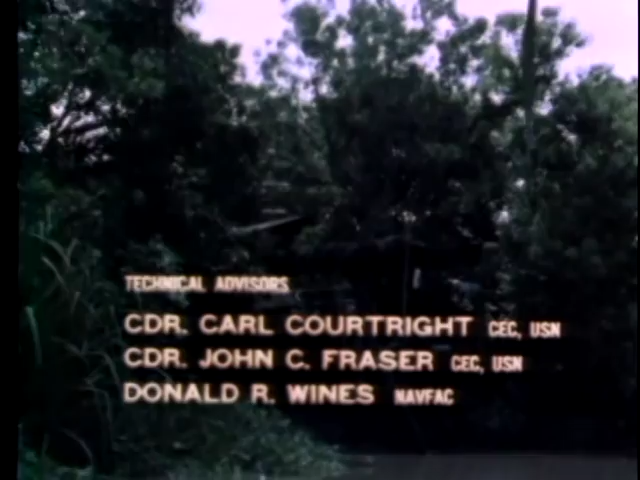 TECHNICAL ADVISORS
CDR. CARL COURTRIGHT CEC, USN
CDR. JOHN C. FRASER CEC, USN
DONALD R. WINES NAVFAC